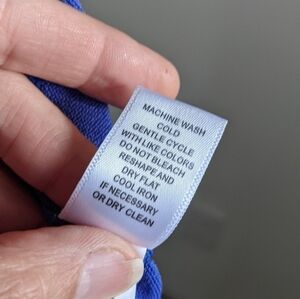 MACHINE WASH
COLD
GENTLE CYCLE
WITH LIKE COLORS
DO NOT BLEACH
RESHAPE AND
DRY FLAT
COOL IRON
IF NECESSARY
OR DRY CLEAN